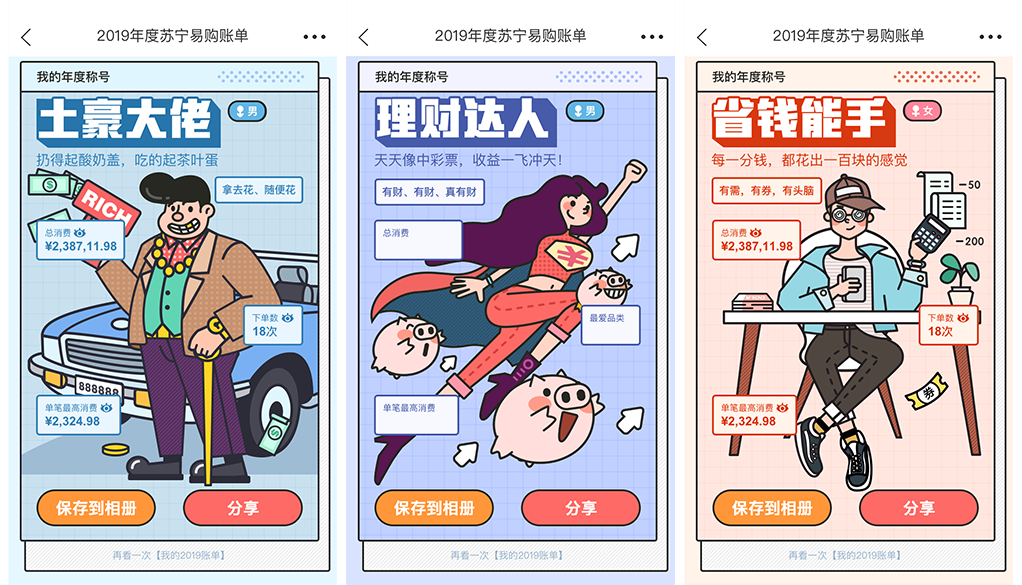 2019年度苏宁易购账单
我的年度称号
土豪大佬
男
扔得起酸奶盖，吃的起茶叶蛋
拿去花、随便花
RICH
总消费
¥2,387,11.98
下单数
18次
888888
单笔最高消费
¥2,324.98
保存到相册
分享
再看一次【我的2019账单】
2019年度苏宁易购账单
我的年度称号
理财达人
男
天天像中彩票，收益一飞冲天！
有财、有财、真有财
总消费
最爱品类
单笔最高消费
保存到相册
分享
再看一次【我的2019账单】
2019年度苏宁易购账单
我的年度称号
省钱能手
女
每一分钱，都花出一百块的感觉
有需，有券，有头脑
—50
—200
总消费
¥2,387,11.98
下单数
18次
券
单笔最高消费
¥2,324.98
保存到相册
分享
再看一次【我的2019账单】